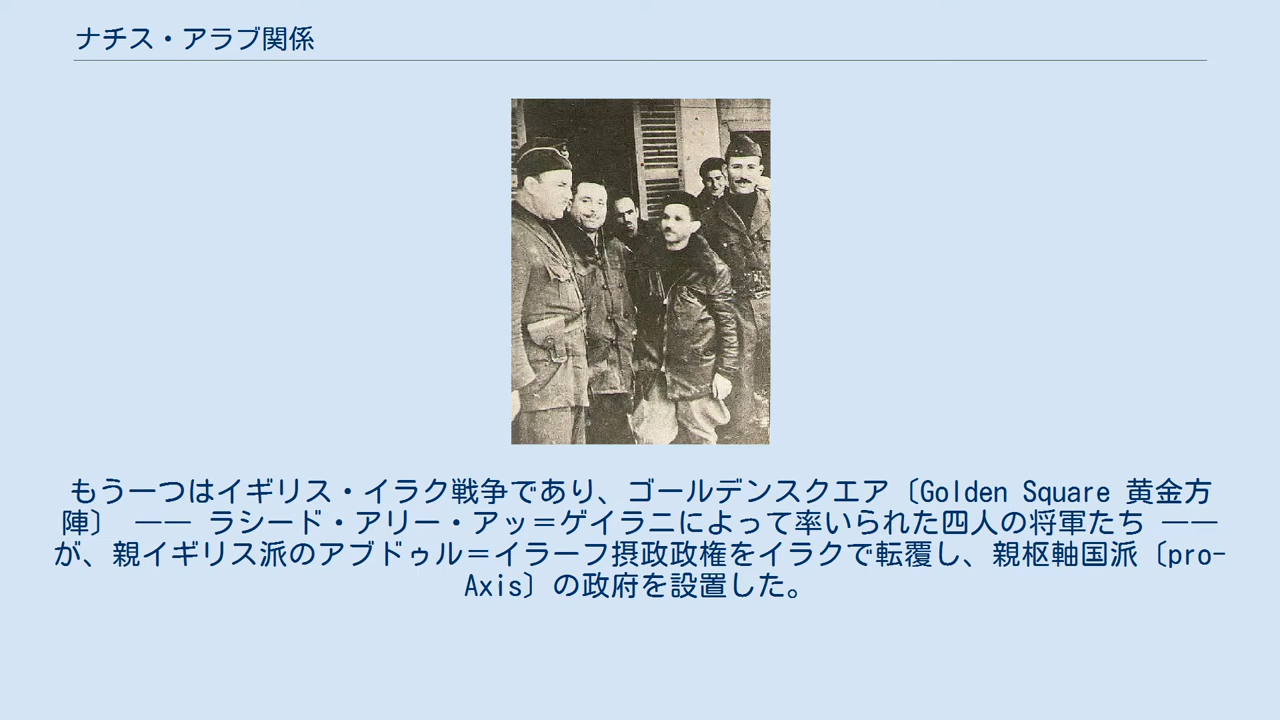 ナチス・アラブ関係
もう一つはイギリス・イラク戦争であり、ゴールデンスクエア〔Golden Square 黄金方
陣〕 —— ラシード・アリー・アッ＝ゲイラニによって率いられた四人の将軍たち ——
が、親イギリス派のアブドゥル＝イラーフ摂政政権をイラクで転覆し、親枢軸国派〔pro-
Axis〕の政府を設置した。